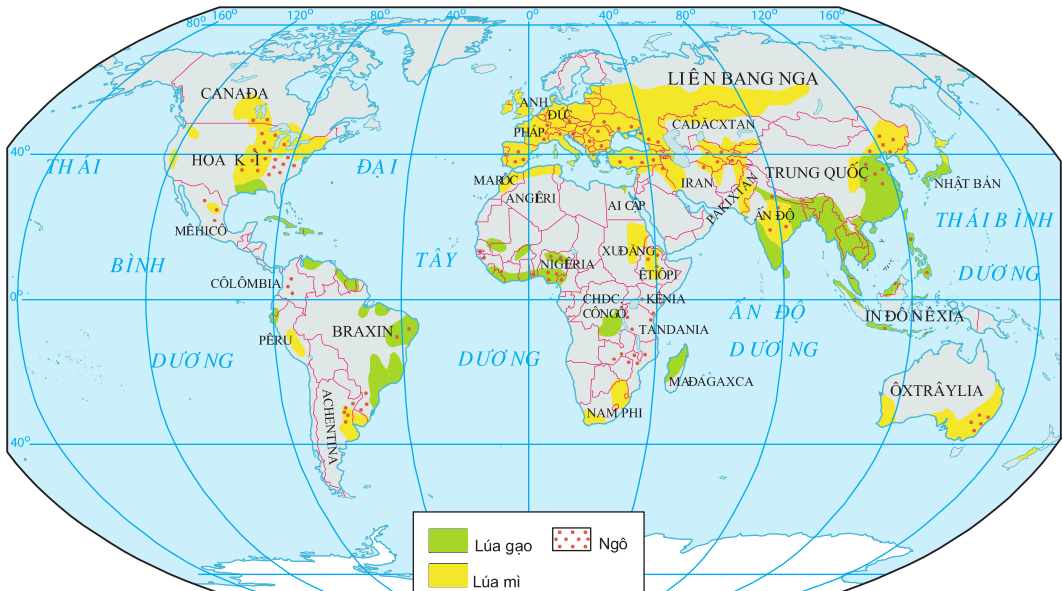 80° 120° 80° 40° 0° 40° 80° 120° 160°
LIÊN BANG NGA
CANAĐA
ANH
ĐỨC
PHÁP
CADĂCXTAN
40°
THÁI
HOA KÌ
ĐẠI
TRUNG QUỐC
NHẬT BẢN
MARÔC
ANGIÊRI
AI CẬP
IRAN
PAKIXTAN
ẤN ĐỘ
THÁI BÌNH
MÊHICÔ
BÌNH
TÂY
XUĐĂNG
NIGIÊRIA
ÊTIÔPI
DƯƠNG
CÔLÔMBIA
0°
CHDC
CÔNGÔ
KÊNIA
ẤN ĐỘ
INĐÔNÊXIA
PÊRU
BRAXIN
TANDANIA
DƯƠNG
DƯƠNG
DƯƠNG
MAĐAGAXCA
ACHENTINA
NAM PHI
ÔXTRÂYLIA
40°
Lúa gạo
Ngô
Lúa mì